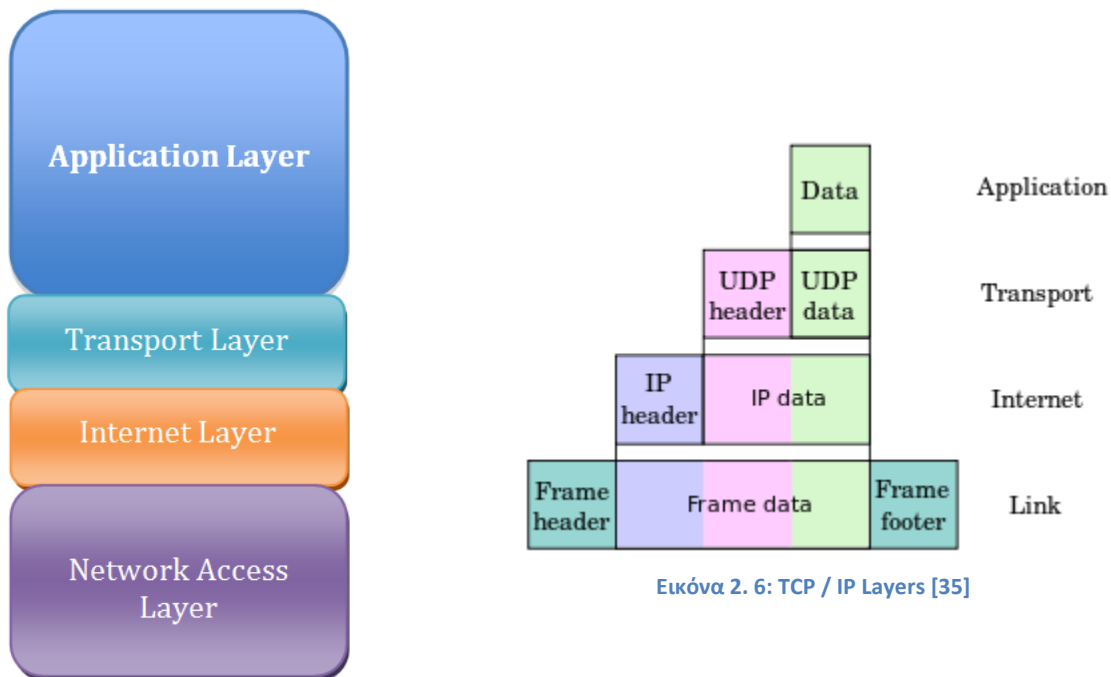 Application Layer
Transport Layer
Internet Layer
Network Access
Layer
Data
Application
UDP
header
UDP
data
Transport
IP
header
IP data
Internet
Frame
header
Frame data
Frame
footer
Link
Εικόνα 2. 6: TCP / IP Layers [35]